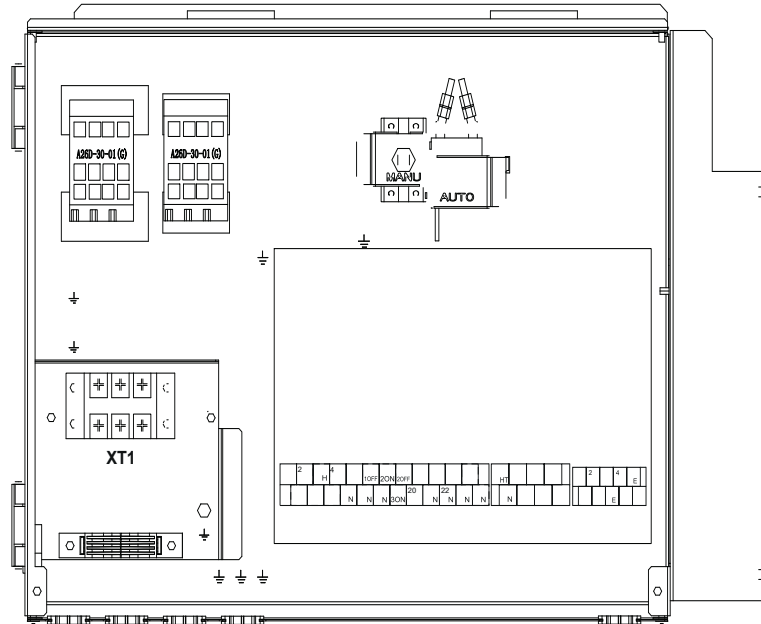 A26D-30-01(G) A26D-30-01(G)
MANU
AUTO
XT1
2 4
H 1OFF 2ON 2OFF HT
2 4
E
20 22
N N N 3ON N N N N N E